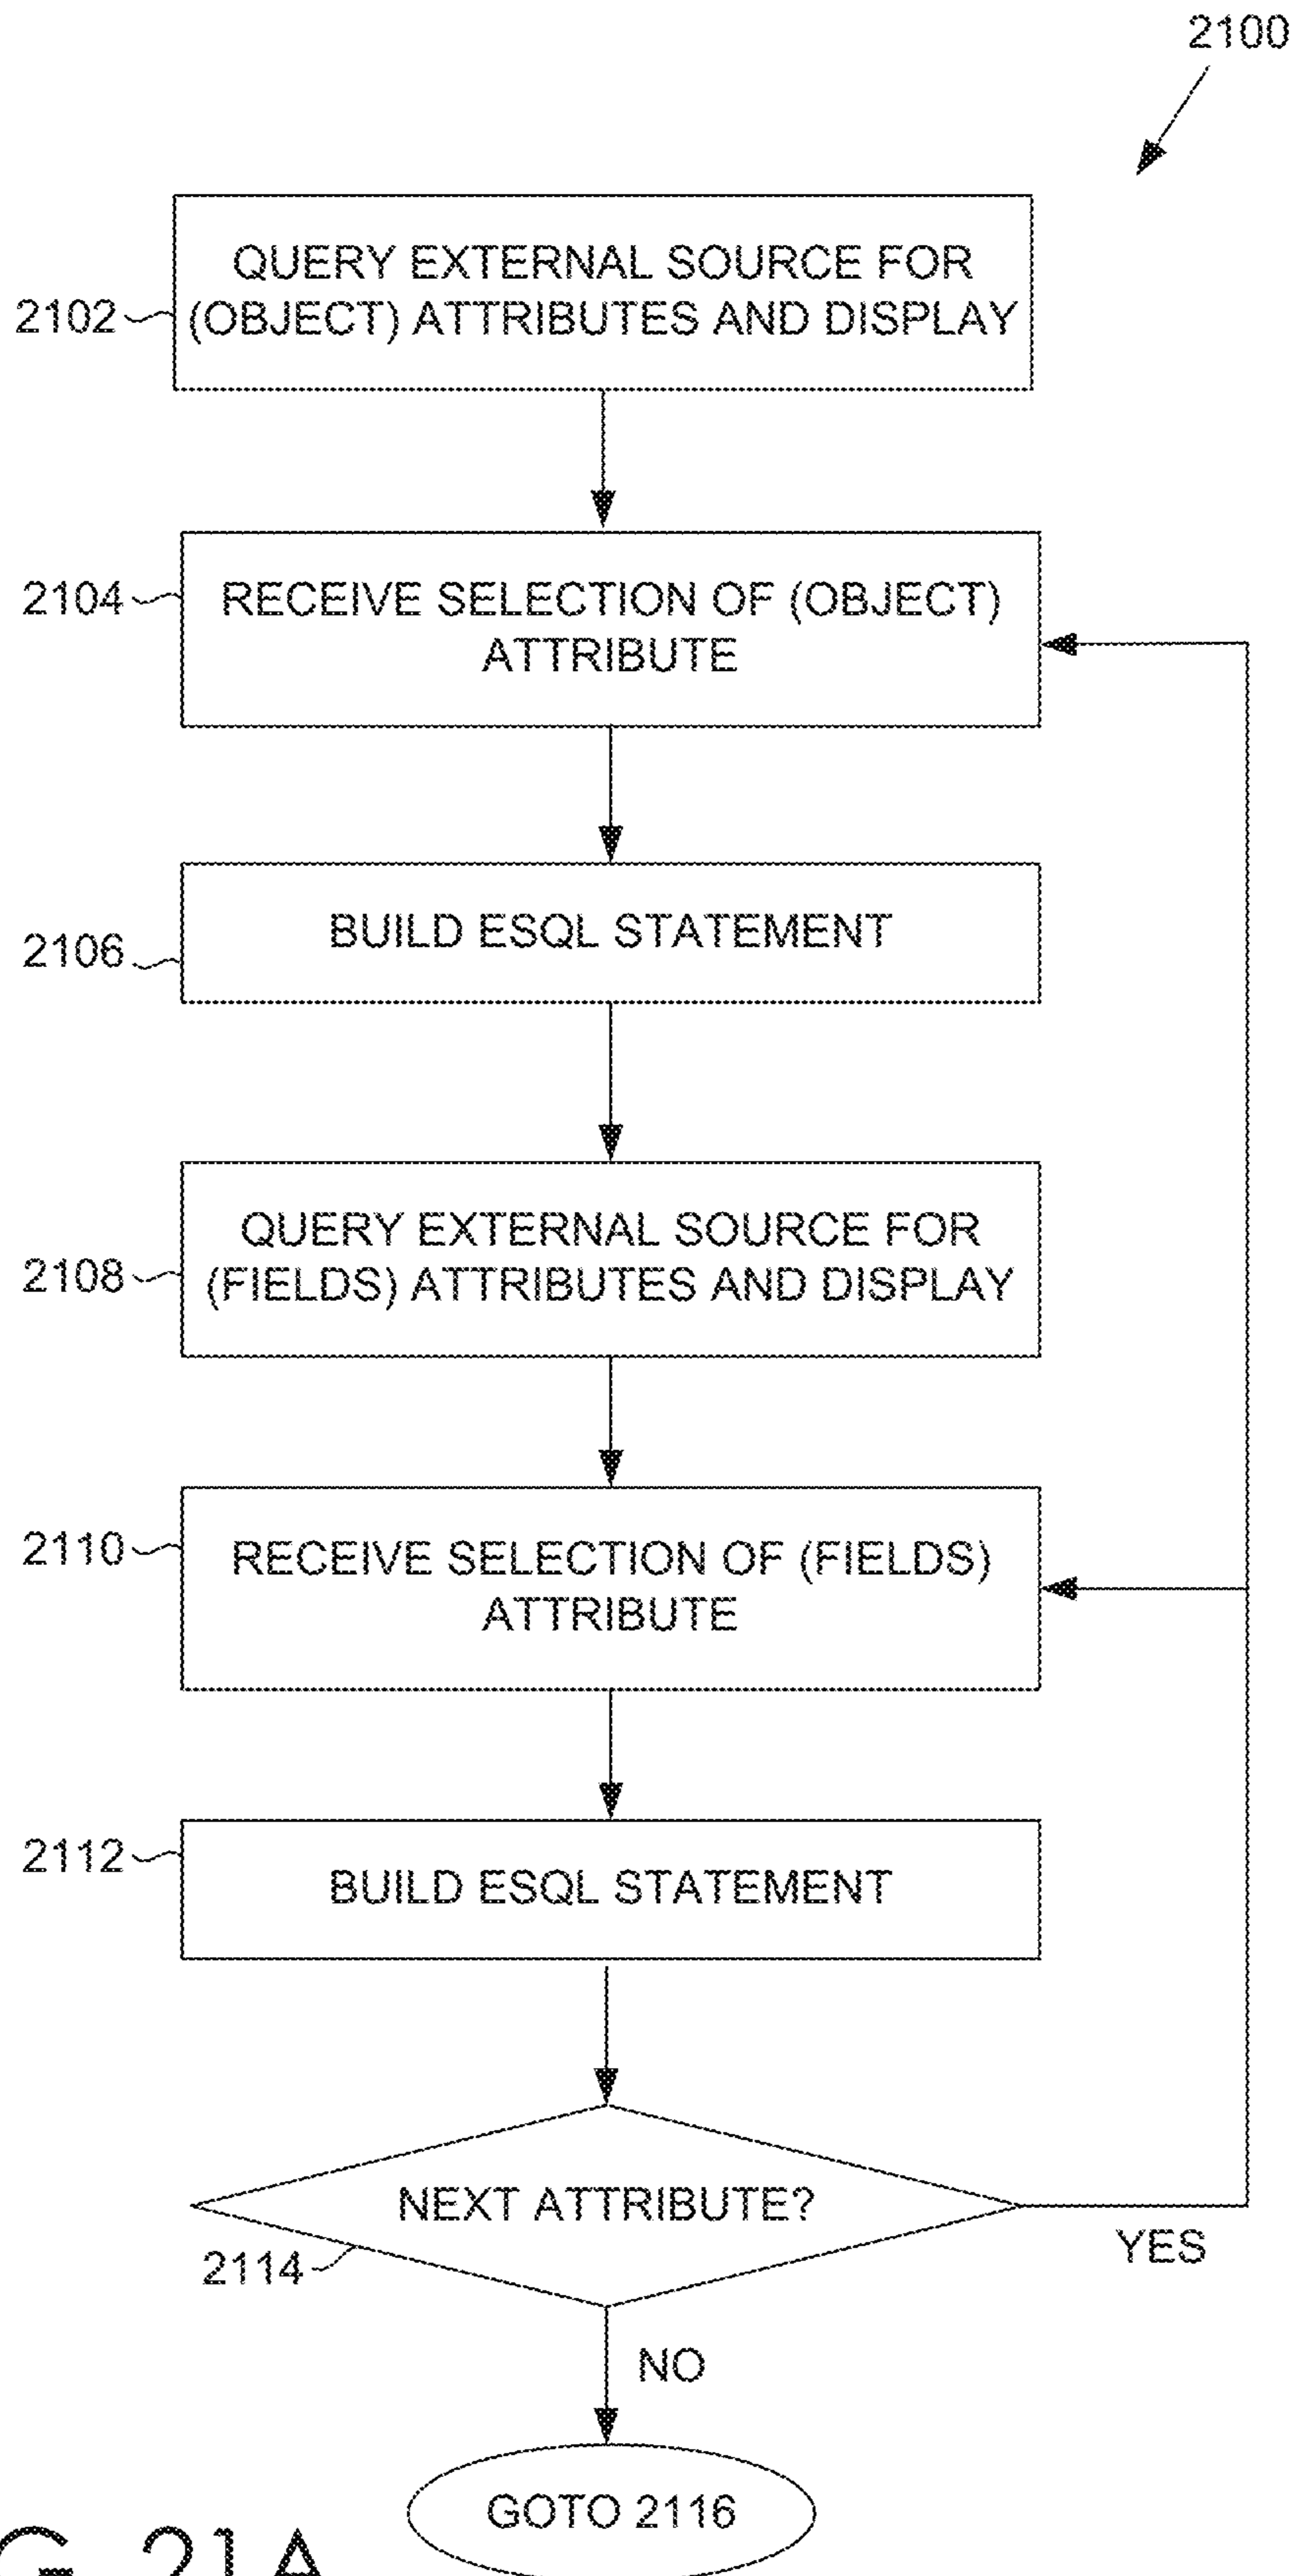 2100
QUERY EXTERNAL SOURCE FOR
2102
(OBJECT) ATTRIBUTES AND DISPLAY
2104
RECEIVE SELECTION OF (OBJECT)
ATTRIBUTE
2106
BUILD ESQL STATEMENT
QUERY EXTERNAL SOURCE FOR
2108
(FIELDS) ATTRIBUTES AND DISPLAY
2110
RECEIVE SELECTION OF (FIELDS)
ATTRIBUTE
2112
BUILD ESQL STATEMENT
NEXT ATTRIBUTE?
2114
YES
NO
GOTO 2116
G 21A